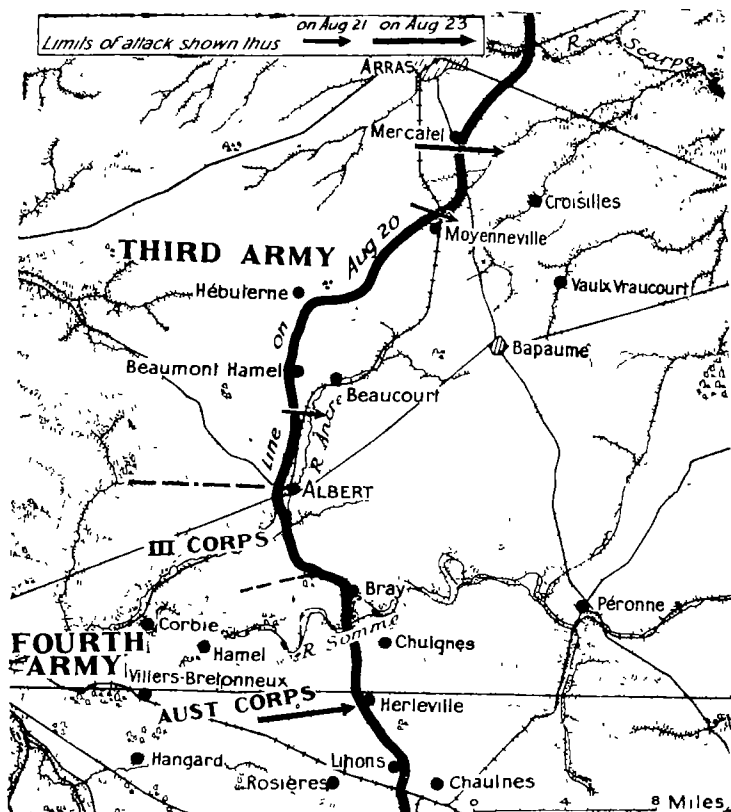 on Aug 21 on Aug 23
Limits of attack shown thus
R Scarpe
ARRAS
Mercatel
Croisilles
Moyenneville
THIRD ARMY
Line on Aug 20
Hébuterne
Vaulx Vraucourt
Bapaume
Beaumont Hamel
Beaucourt
R Ancre
ALBERT
III CORPS
Bray
Péronne
Corbie
FOURTH
ARMY
Hamel
R Somme
Chuignes
Villers-Bretonneux
AUST CORPS
Herleville
Hangard
Lihons
Rosières
Chaulnes
0 4 8 Miles